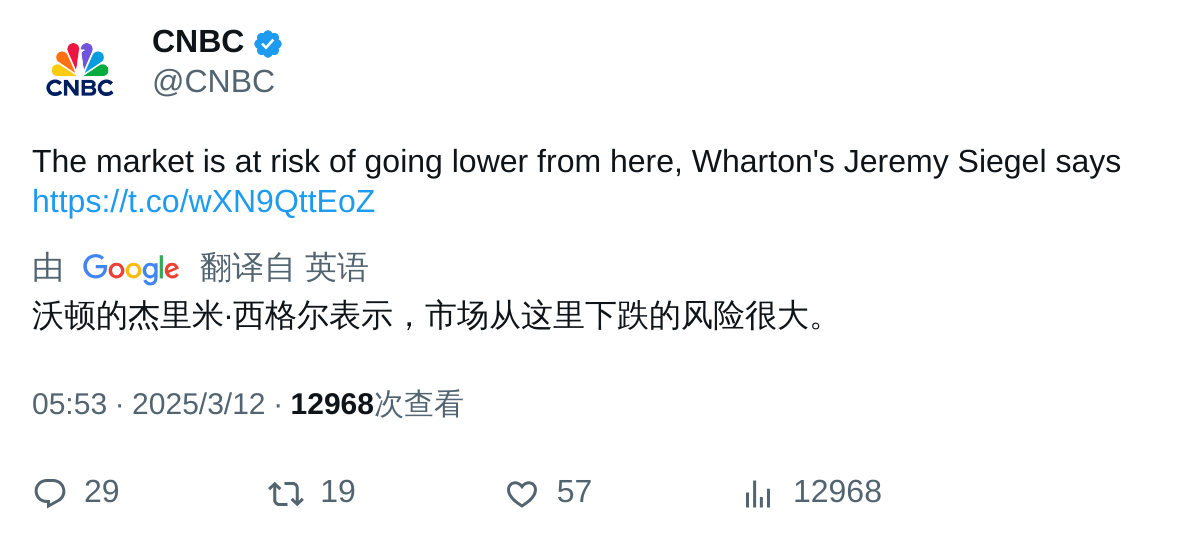 CNBC
@CNBC
CNBC
The market is at risk of going lower from here, Wharton's Jeremy Siegel says
https://t.co/wXN9QttEoZ
由 Google 翻译自 英语
沃顿的杰里米·西格尔表示，市场从这里下跌的风险很大。
05:53 · 2025/3/12 · 12968次查看
29 19 57 12968